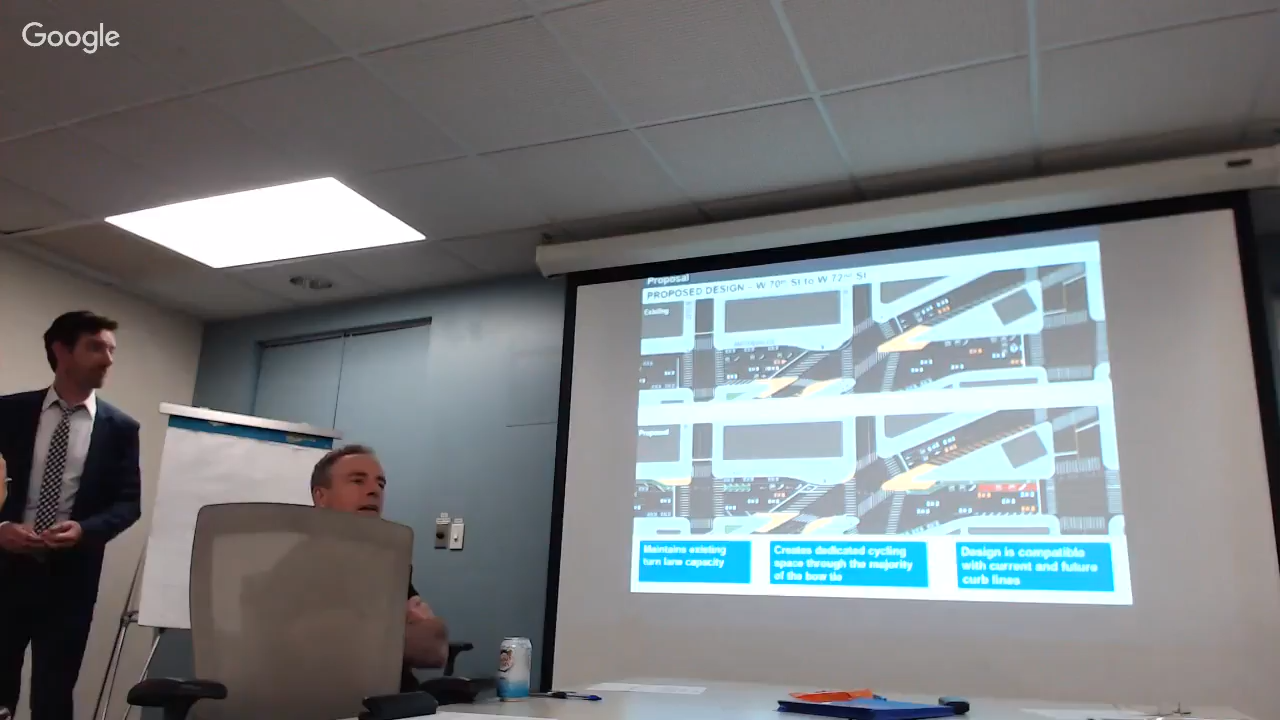 Google
Proposal
PROPOSED DESIGN – W 70th St to W 72nd St
Existing
Proposed
Maintains existing
turn lane capacity
Creates dedicated cycling
space through the majority
of the bow tie
Design is compatible
with current and future
curb lines